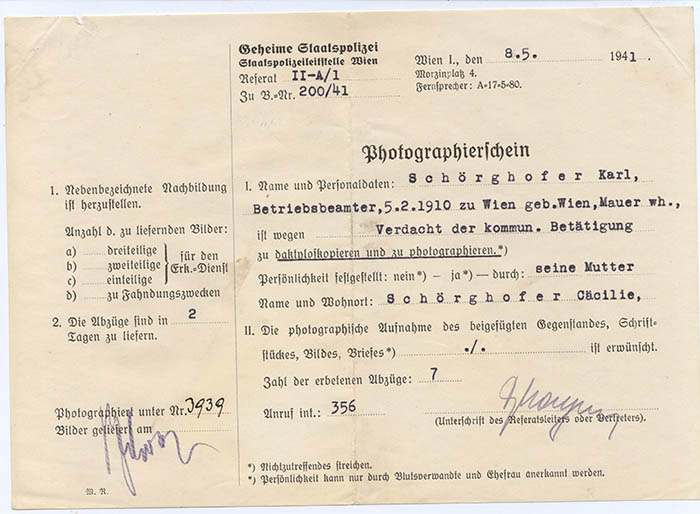 Geheime Staatspolizei
Staatspolizeileitstelle Wien
Referat II-A/1
Zu B.-Nr. 200/41
Wien I., den 8.5. 1941
Morzinplatz 4.
Fernsprecher: A-17-5-80.
Photographierschein
1. Nebenbezeichnete Nachbildung
ist herzustellen.
Anzahl d. zu liefernden Bilder:
a) dreiteilige
b) zweiteilige
c) einteilige
für den
Erk.-Dienst
d) zu Fahndungszwecken
2. Die Abzüge sind in 2
Tagen zu liefern.
Photographiert unter Nr. 3939
Bilder geliefert am
M. R.
I. Name und Personaldaten: Schörghofer Karl,
Betriebsbeamter,5.2.1910 zu Wien geb.Wien,Mauer wh.,
ist wegen Verdacht der kommun. Betätigung
zu daktyloskopieren und zu photographieren.*)
Persönlichkeit festgestellt: nein*) – ja*) — durch: seine Mutter
Name und Wohnort: Schörghofer Cäcilie,
II. Die photographische Aufnahme des beigefügten Gegenstandes, Schrift-
stückes, Bildes, Briefes*) ./. ist erwünscht.
Zahl der erbetenen Abzüge: 7
Anruf int.: 356
(Unterschrift des Referatsleiters oder Vertreters).
*) Nichtzutreffendes streichen.
*) Persönlichkeit kann nur durch Blutsverwandte und Ehefrau anerkannt werden.